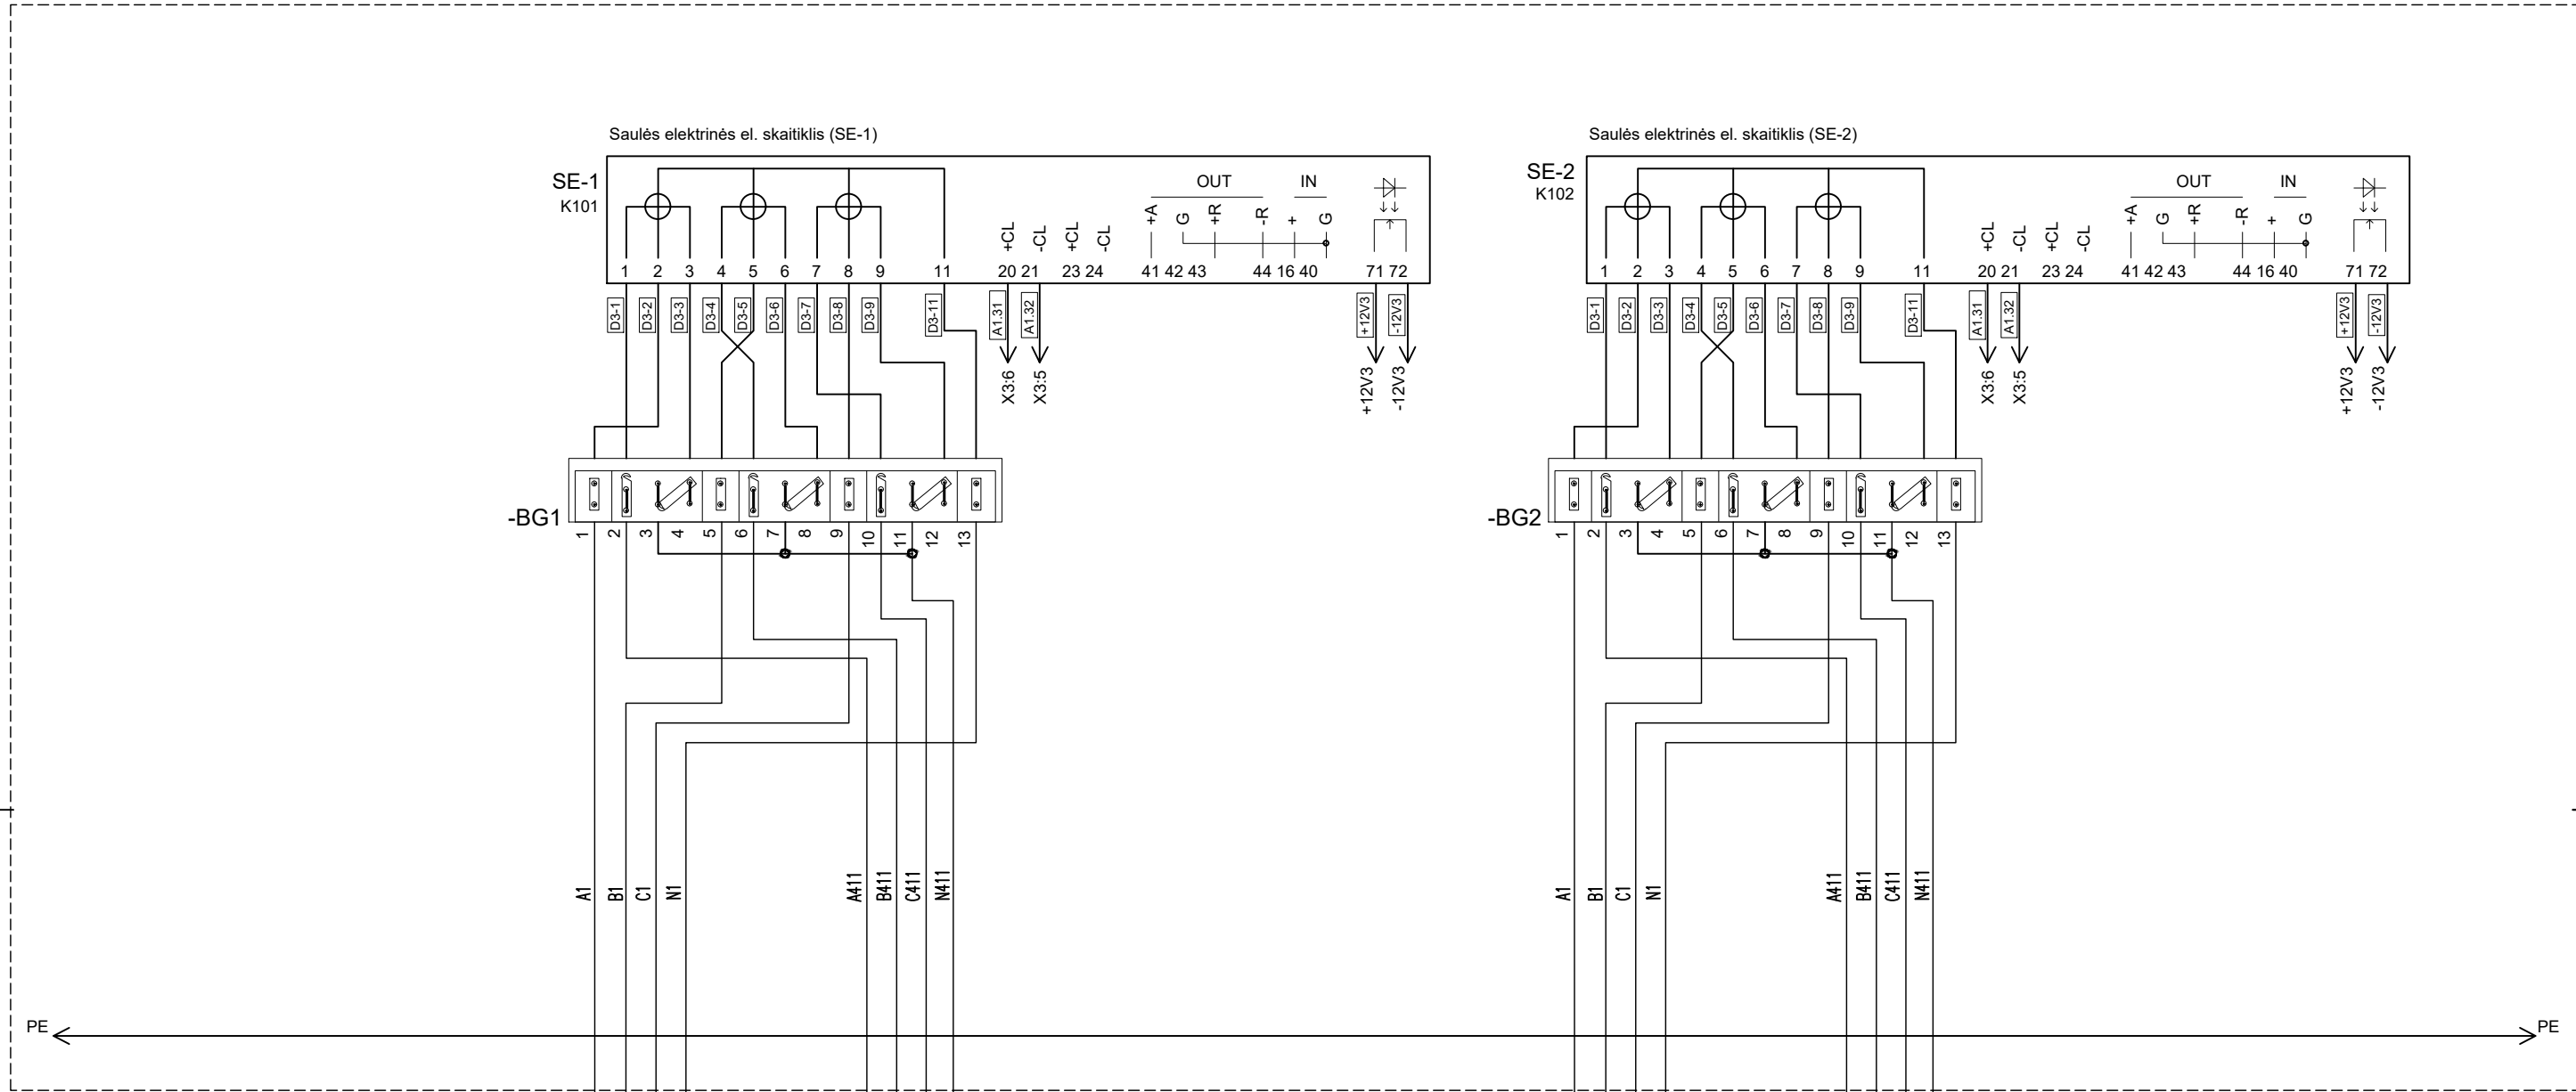 Saulės elektrinės el. skaitiklis (SE-1)
SE-1
K101
OUT IN
+A G +R -R + G
+CL -CL +CL -CL
1 2 3 4 5 6 7 8 9 11 20 21 23 24 41 42 43 44 16 40 71 72
D3-1 D3-2 D3-3 D3-4 D3-5 D3-6 D3-7 D3-8 D3-9 D3-11 A1.31 A1.32 +12V3 -12V3
X3:6 X3:5 +12V3 -12V3
-BG1
1 2 3 4 5 6 7 8 9 10 11 12 13
A1 B1 C1 N1 A411 B411 C411 N411
Saulės elektrinės el. skaitiklis (SE-2)
SE-2
K102
OUT IN
+A G +R -R + G
+CL -CL +CL -CL
1 2 3 4 5 6 7 8 9 11 20 21 23 24 41 42 43 44 16 40 71 72
D3-1 D3-2 D3-3 D3-4 D3-5 D3-6 D3-7 D3-8 D3-9 D3-11 A1.31 A1.32 +12V3 -12V3
X3:6 X3:5 +12V3 -12V3
-BG2
1 2 3 4 5 6 7 8 9 10 11 12 13
A1 B1 C1 N1 A411 B411 C411 N411
PE PE